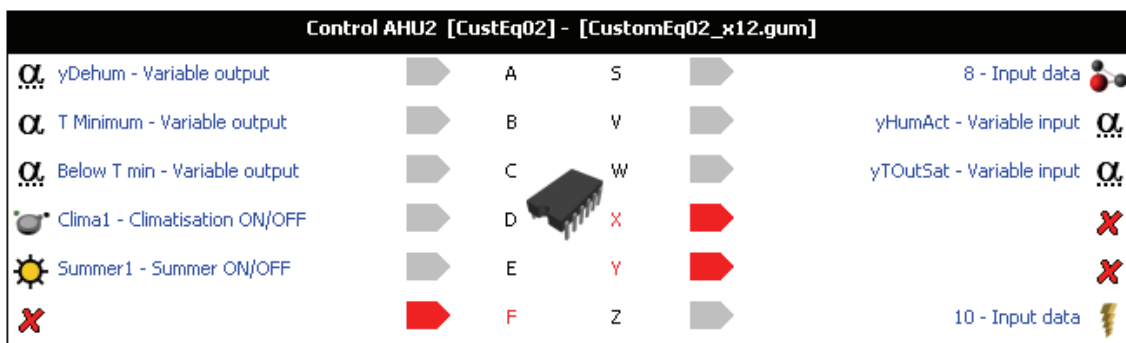 Control AHU2 [CustEq02] - [CustomEq02_x12.gum]
α yDehum - Variable output A S 8 - Input data
α T Minimum - Variable output B V yHumAct - Variable input α
α Below T min - Variable output C W yTOutSat - Variable input α
Clima1 - Climatisation ON/OFF D X
Summer1 - Summer ON/OFF E Y
F Z 10 - Input data